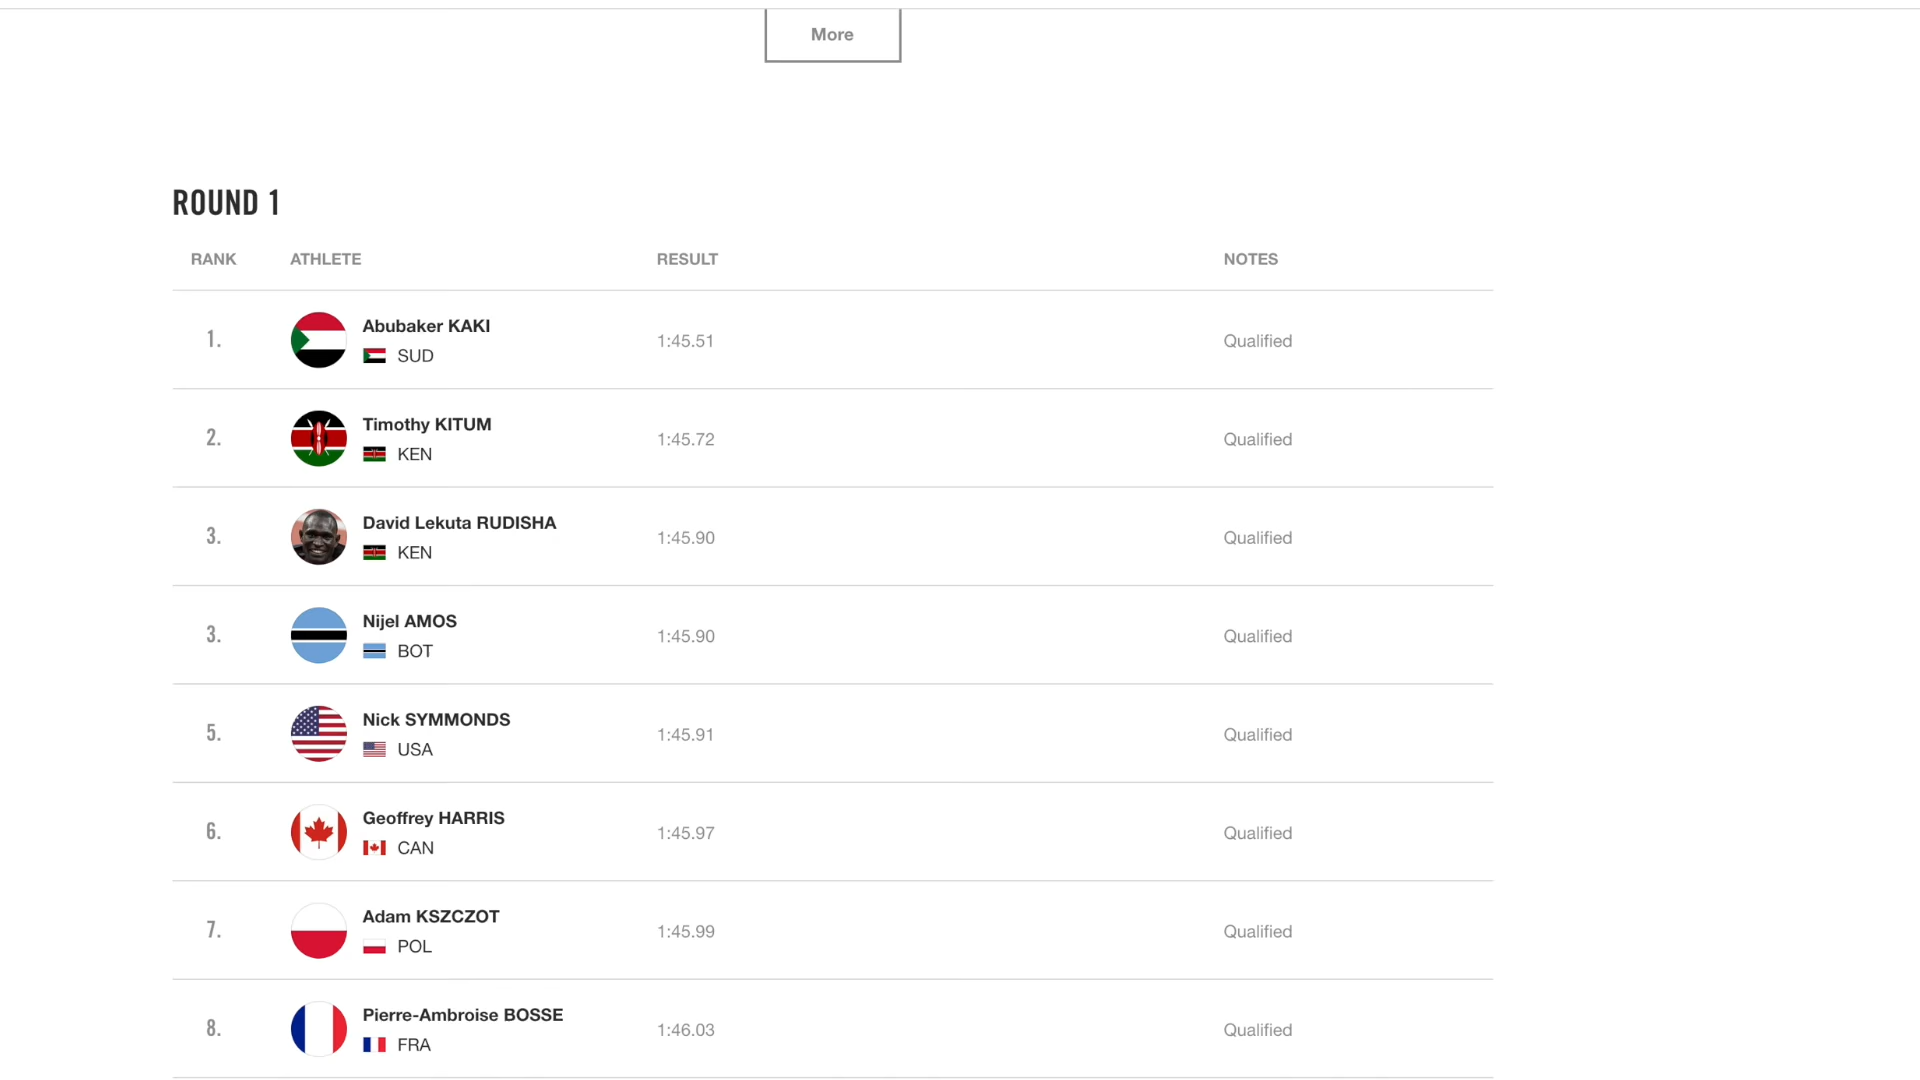 More
ROUND 1
RANK ATHLETE RESULT NOTES
1. Abubaker KAKI 1:45.51 Qualified
SUD
2. Timothy KITUM 1:45.72 Qualified
KEN
3. David Lekuta RUDISHA 1:45.90 Qualified
KEN
3. Nijel AMOS 1:45.90 Qualified
BOT
5. Nick SYMMONDS 1:45.91 Qualified
USA
6. Geoffrey HARRIS 1:45.97 Qualified
CAN
7. Adam KSZCZOT 1:45.99 Qualified
POL
8. Pierre-Ambroise BOSSE 1:46.03 Qualified
FRA